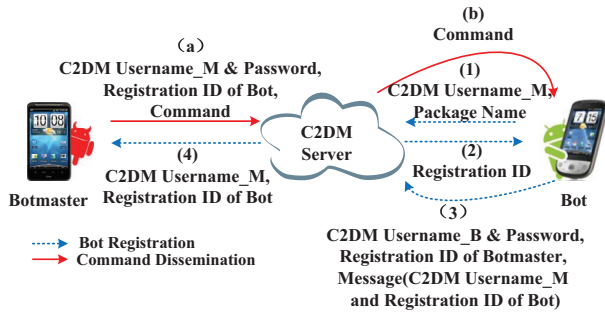 (b)
Command
(a)
C2DM Username_M & Password,
Registration ID of Bot,
Command
(1)
C2DM Username_M,
Package Name
C2DM
Server
(4)
C2DM Username_M,
Registration ID of Bot
(2)
Registration ID
Botmaster
Bot
(3)
C2DM Username_B & Password,
Registration ID of Botmaster,
Message(C2DM Username_M
and Registration ID of Bot)
Bot Registration
Command Dissemination